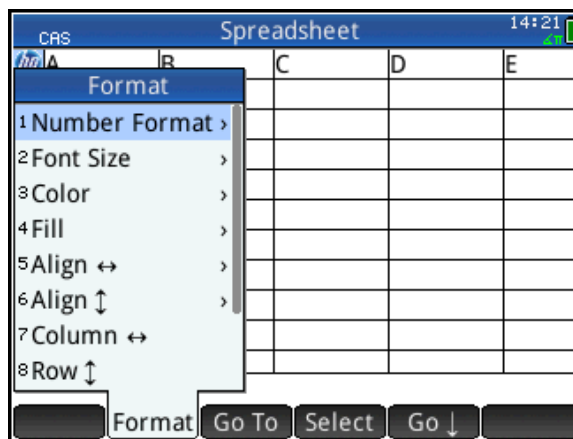 CAS Spreadsheet 14:21
∡π
hp A B C D E
Format
1 Number Format ›
2 Font Size ›
3 Color ›
4 Fill ›
5 Align ↔ ›
6 Align ↕ ›
7 Column ↔
8 Row ↕
Format Go To Select Go ↓